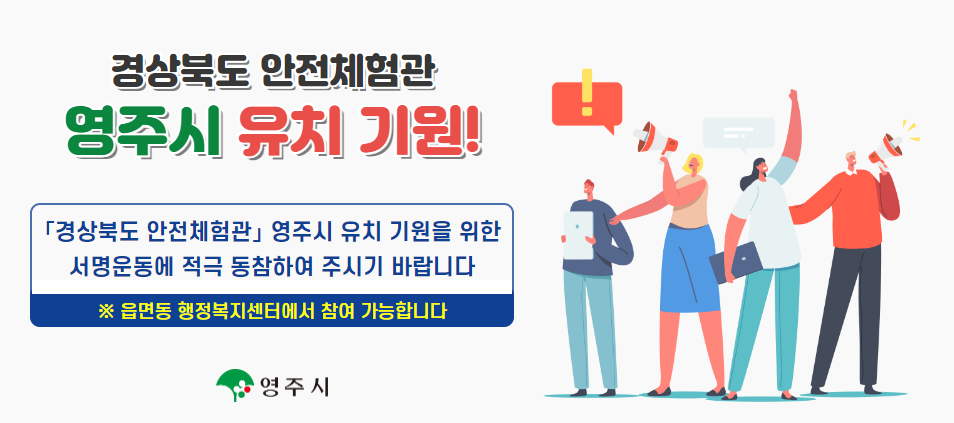 경상북도 안전체험관
영주시 유치 기원!
「경상북도 안전체험관」 영주시 유치 기원을 위한
서명운동에 적극 동참하여 주시기 바랍니다
※ 읍면동 행정복지센터에서 참여 가능합니다
영주시